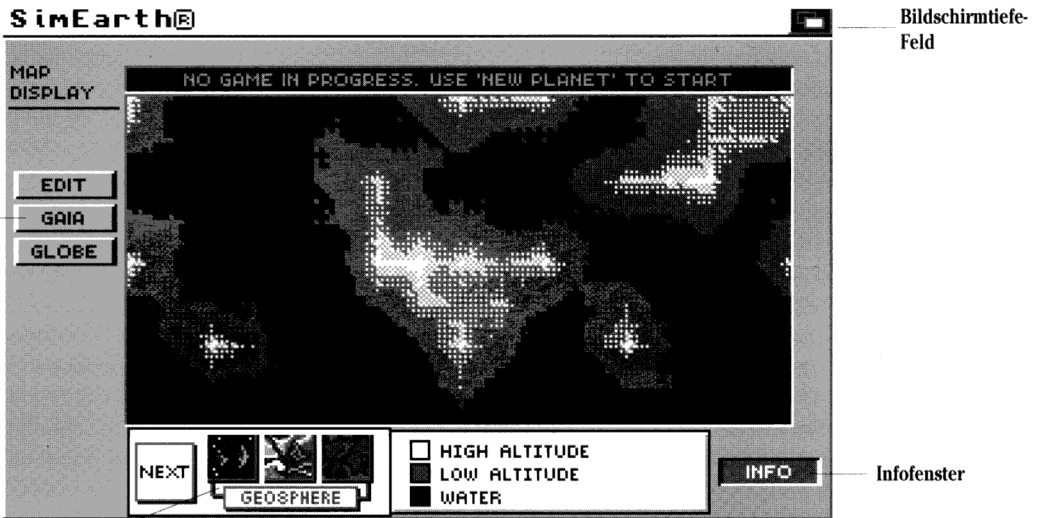 SimEarth®
Bildschirmtiefe-
Feld
MAP
DISPLAY
NO GAME IN PROGRESS. USE 'NEW PLANET' TO START
EDIT
GAIA
GLOBE
NEXT
GEOSPHERE
HIGH ALTITUDE
LOW ALTITUDE
WATER
INFO
Infofenster